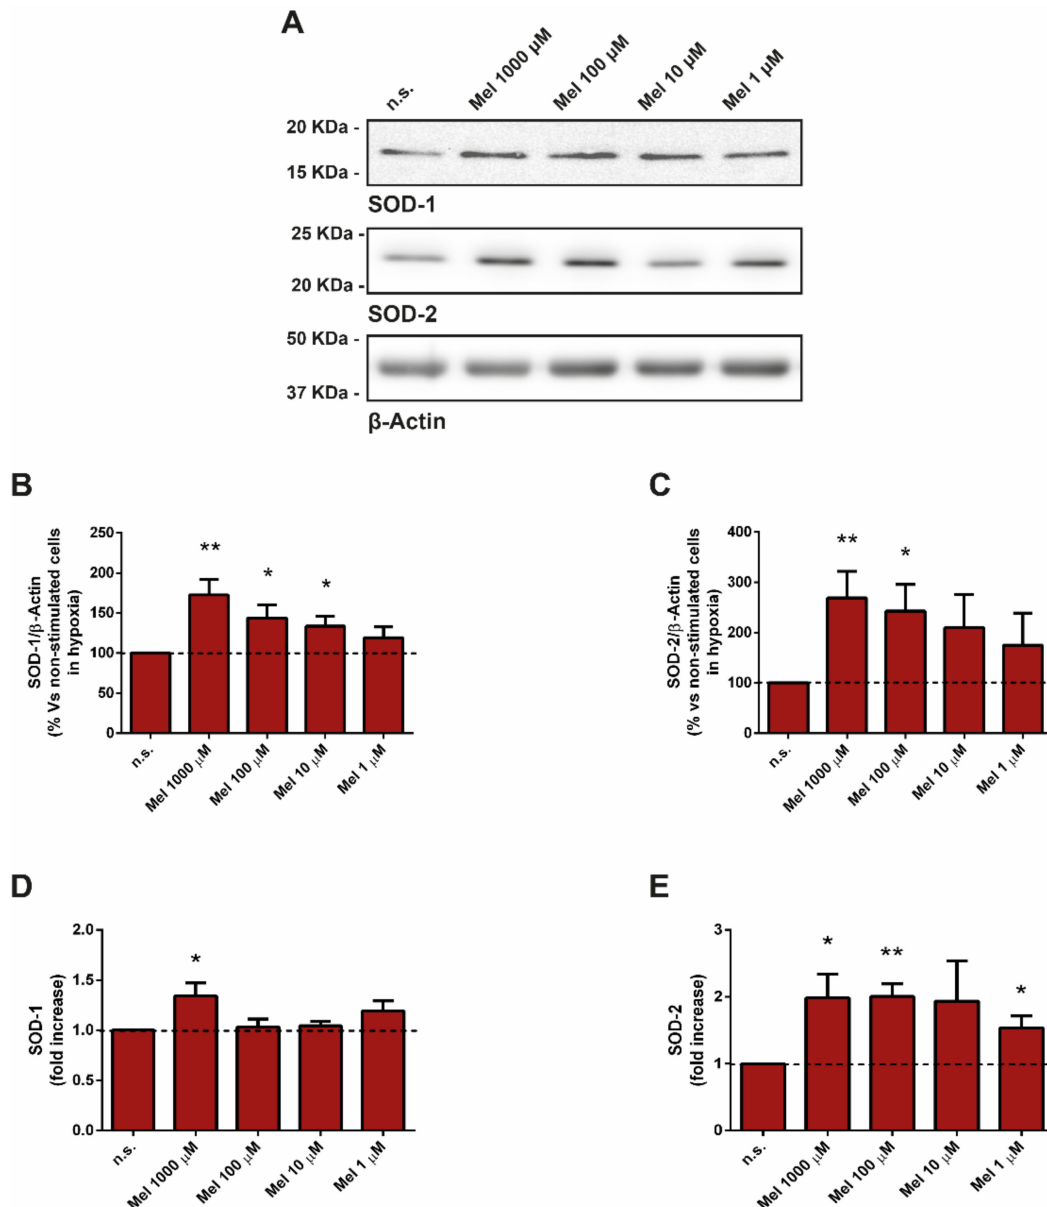 A
n.s.
Mel 1000 µM
Mel 100 µM
Mel 10 µM
Mel 1 µM
20 KDa -
15 KDa -
SOD-1
25 KDa -
20 KDa -
SOD-2
50 KDa -
37 KDa -
β-Actin
B
SOD-1/β-Actin
(% Vs non-stimulated cells
in hypoxia)
250
200
150
100
50
0
**
*
*
n.s.
Mel 1000 µM
Mel 100 µM
Mel 10 µM
Mel 1 µM
C
SOD-2/β-Actin
(% vs non-stimulated cells
in hypoxia)
400
300
200
100
0
**
*
n.s.
Mel 1000 µM
Mel 100 µM
Mel 10 µM
Mel 1 µM
D
SOD-1
(fold increase)
2.0
1.5
1.0
0.5
0.0
*
n.s.
Mel 1000 µM
Mel 100 µM
Mel 10 µM
Mel 1 µM
E
SOD-2
(fold increase)
3
2
1
0
*
**
*
n.s.
Mel 1000 µM
Mel 100 µM
Mel 10 µM
Mel 1 µM